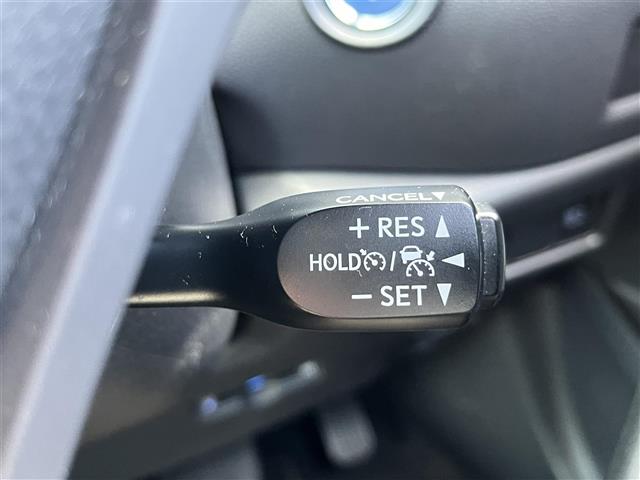 CANCEL▼
+ RES ▲
HOLD / ◀
− SET ▼